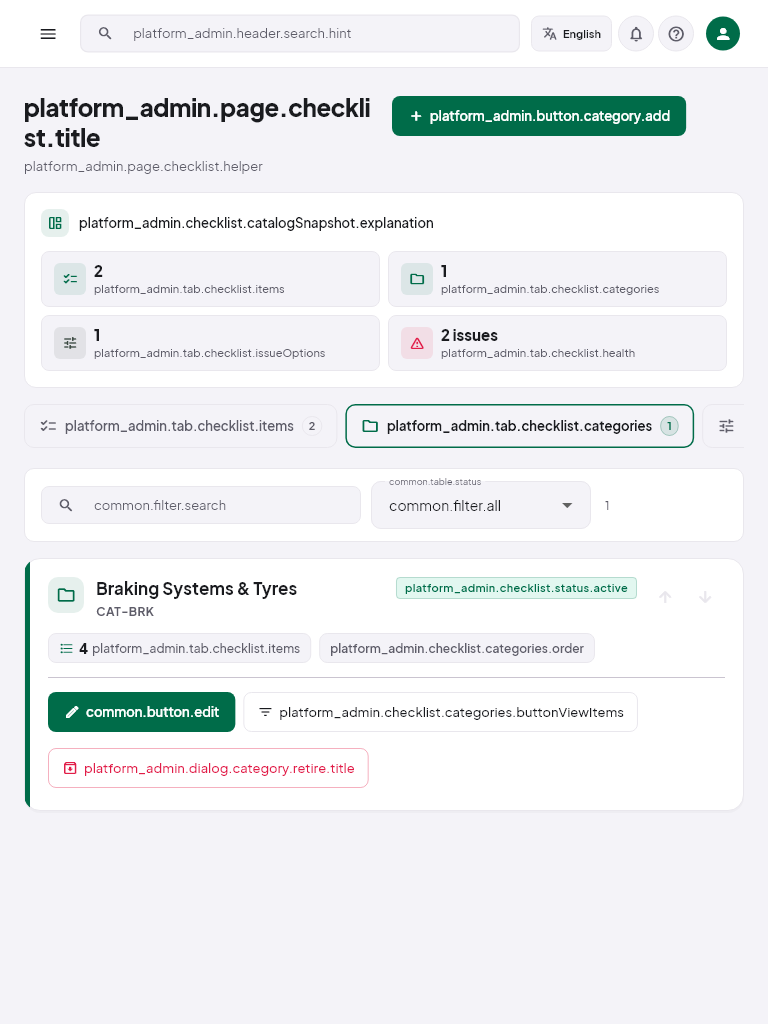 platform_admin.header.search.hint
English
platform_admin.page.checkli
st.title
platform_admin.button.category.add
platform_admin.page.checklist.helper
platform_admin.checklist.catalogSnapshot.explanation
2
platform_admin.tab.checklist.items
1
platform_admin.tab.checklist.categories
1
platform_admin.tab.checklist.issueOptions
2 issues
platform_admin.tab.checklist.health
platform_admin.tab.checklist.items 2
platform_admin.tab.checklist.categories 1
common.filter.search
common.table.status
common.filter.all
1
Braking Systems & Tyres
CAT-BRK
platform_admin.checklist.status.active
4 platform_admin.tab.checklist.items
platform_admin.checklist.categories.order
common.button.edit
platform_admin.checklist.categories.buttonViewItems
platform_admin.dialog.category.retire.title